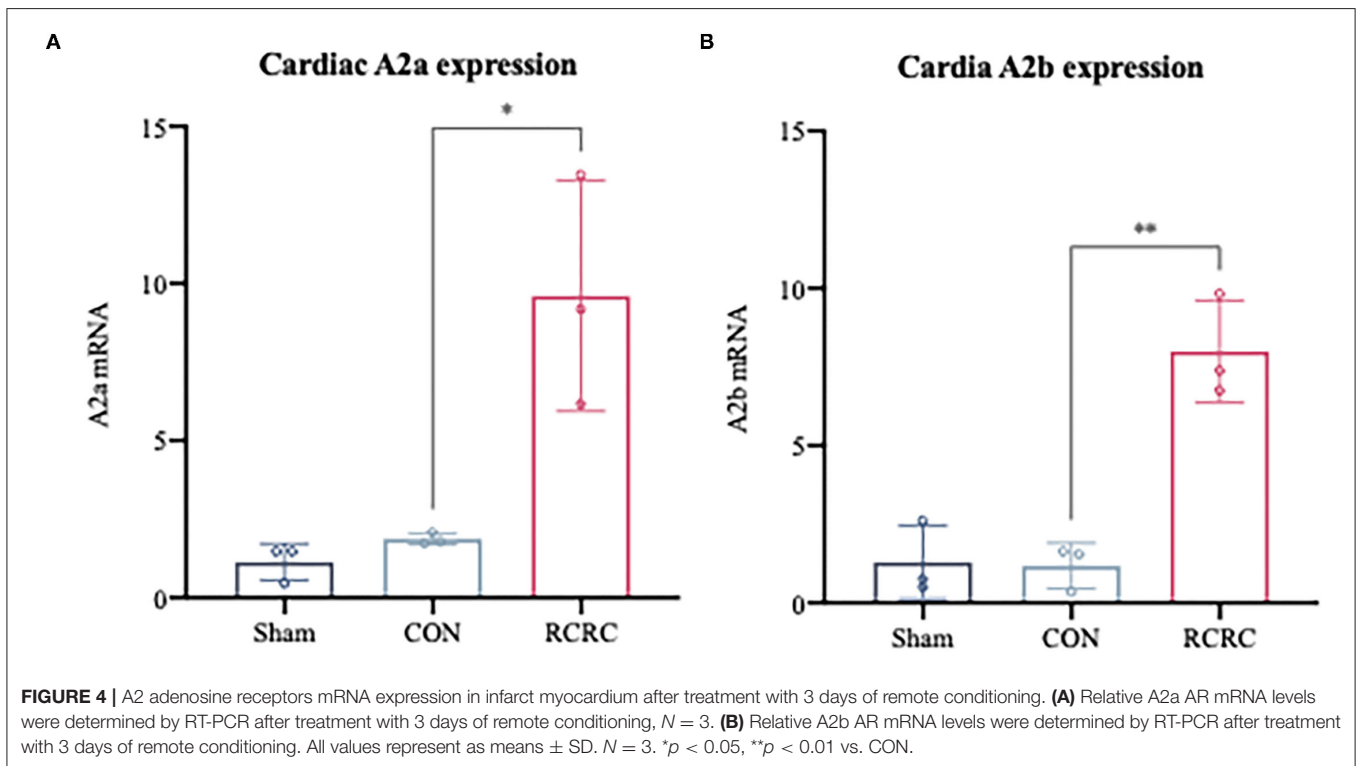 A
Cardiac A2a expression
*
15
10
5
0
A2a mRNA
Sham CON RCRC
B
Cardia A2b expression
**
15
10
5
0
A2b mRNA
Sham CON RCRC
FIGURE 4 | A2 adenosine receptors mRNA expression in infarct myocardium after treatment with 3 days of remote conditioning. (A) Relative A2a AR mRNA levels
were determined by RT-PCR after treatment with 3 days of remote conditioning, N = 3. (B) Relative A2b AR mRNA levels were determined by RT-PCR after treatment
with 3 days of remote conditioning. All values represent as means ± SD. N = 3. *p < 0.05, **p < 0.01 vs. CON.